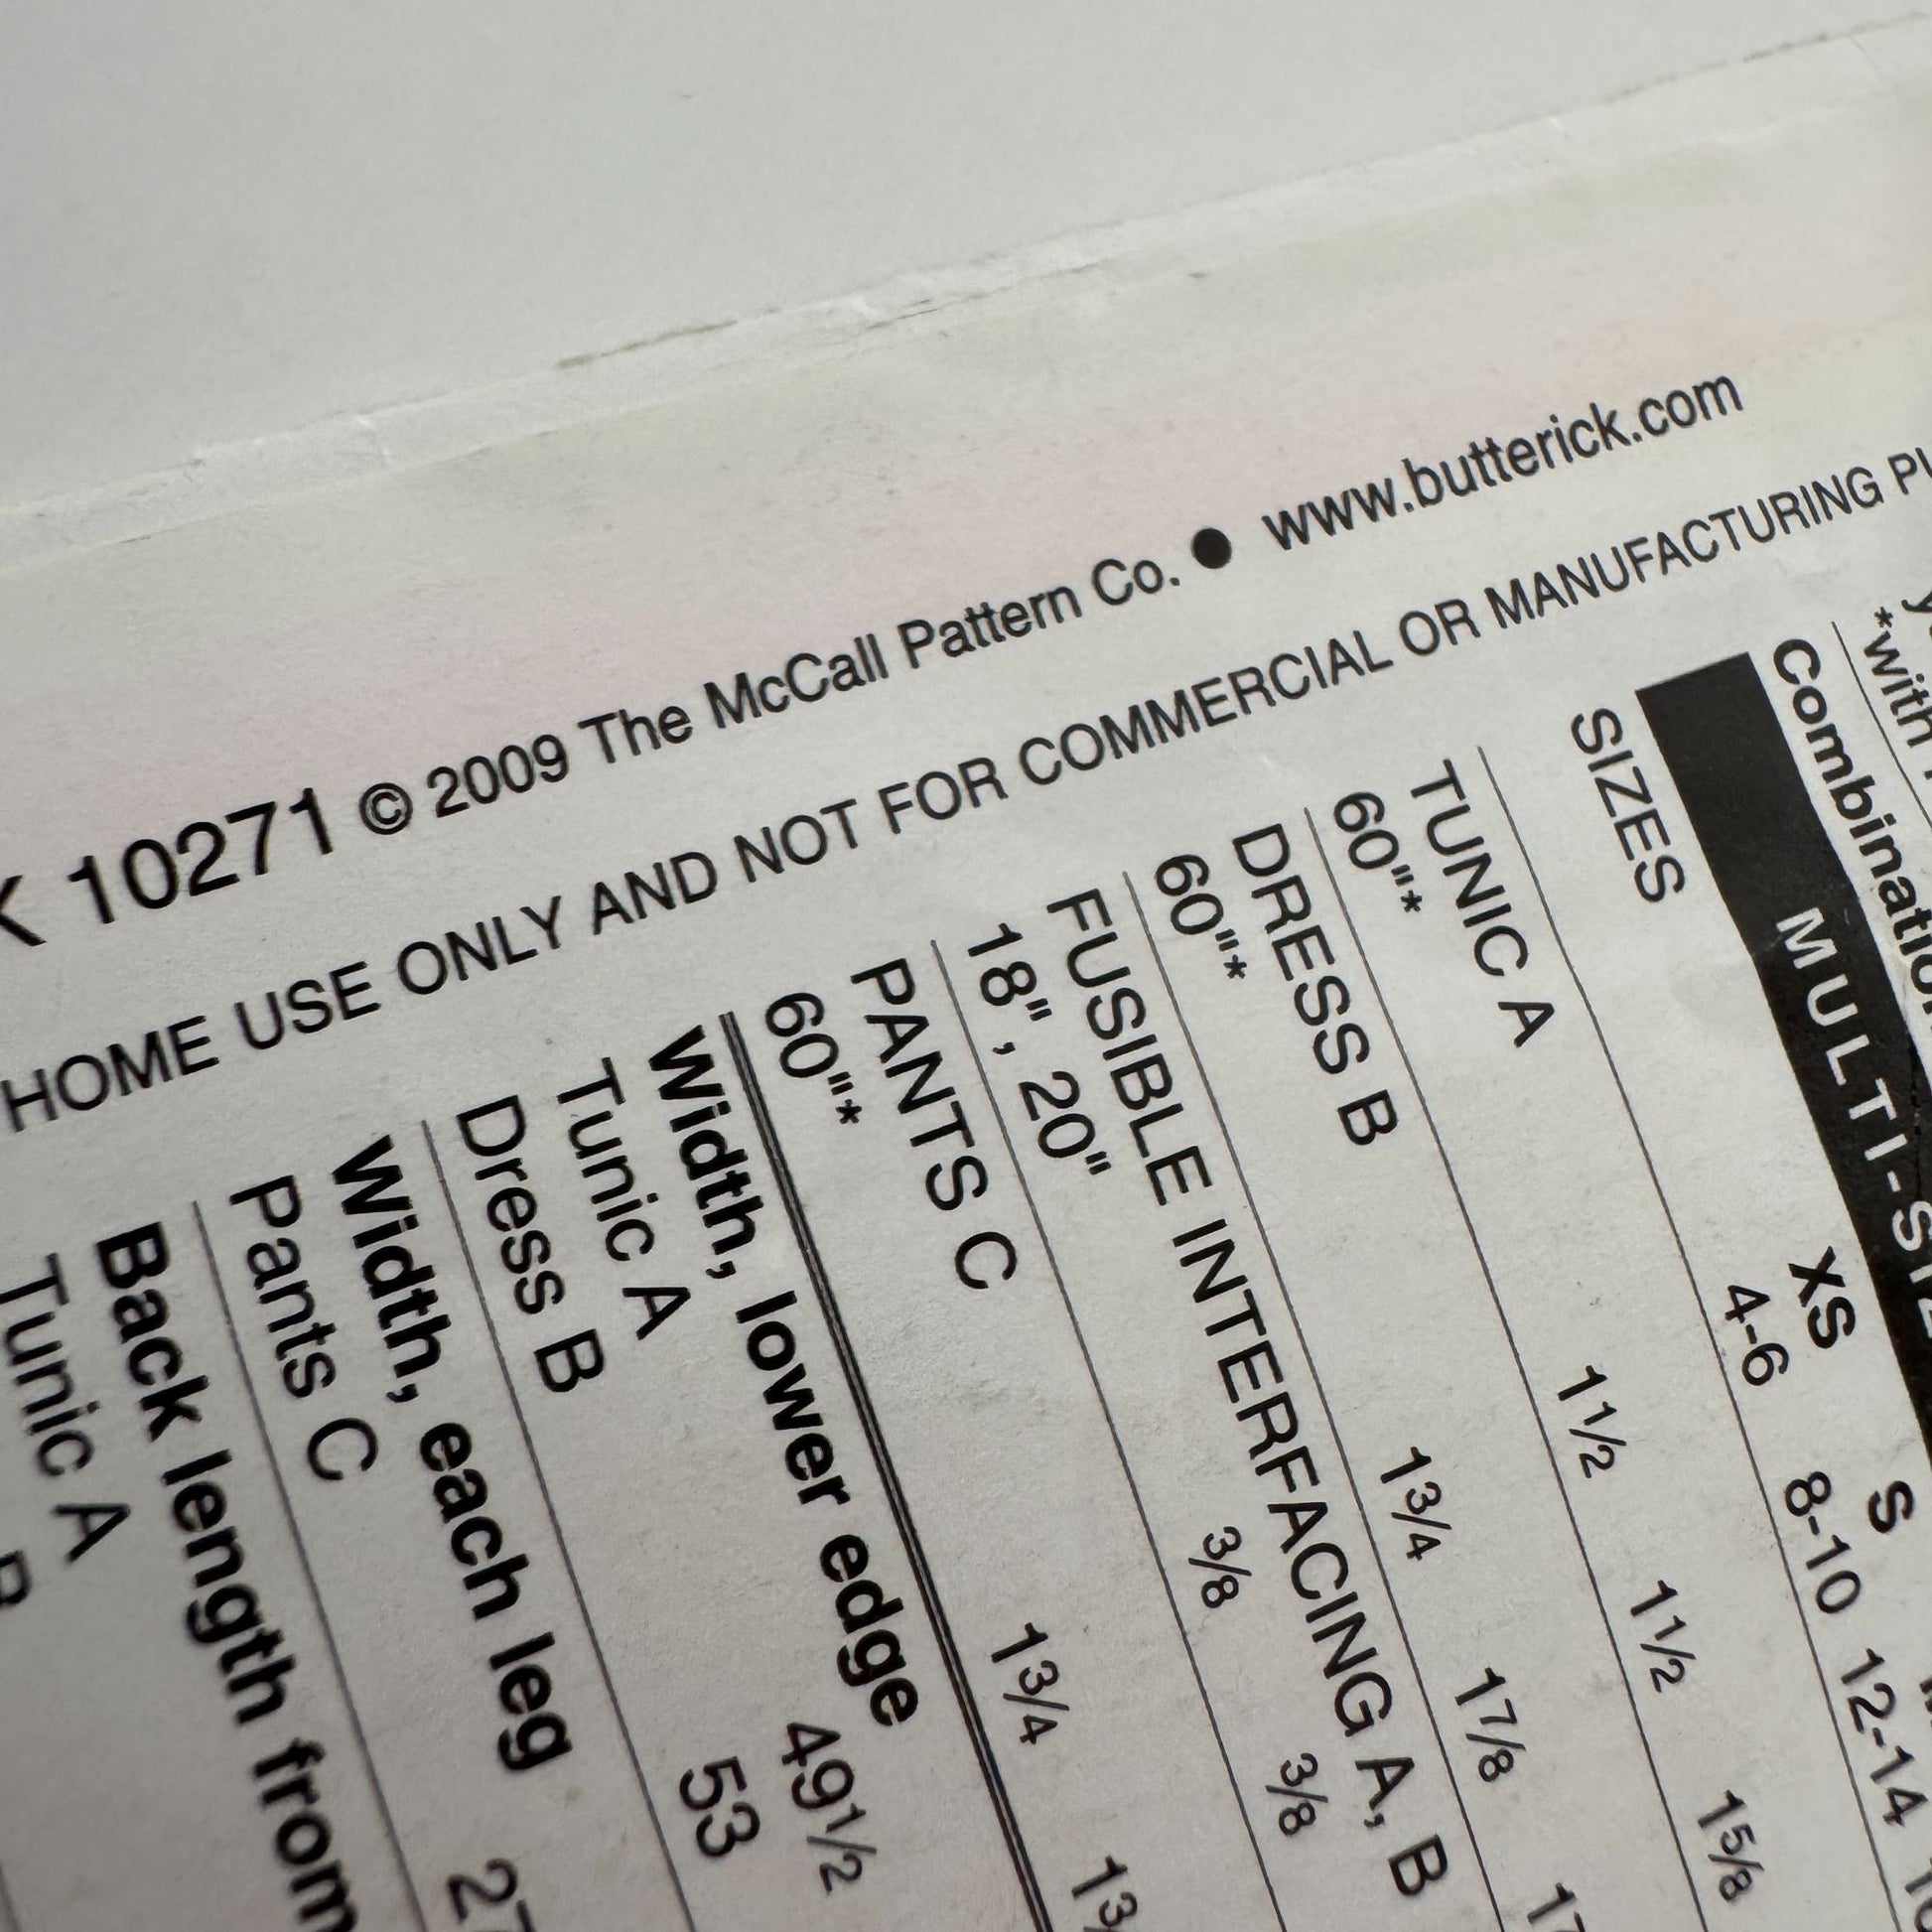 10271 © 2009 The McCall Pattern Co. ● www.butterick.com
HOME USE ONLY AND NOT FOR COMMERCIAL OR MANUFACTURING
*with
MULTI-
XS S
SIZES 4-6 8-10 12-14
TUNIC A
60"* 1½ 1½ 1⅝
DRESS B
60"* 1¾ 1⅞
FUSIBLE INTERFACING A, B
18", 20" ⅜ ⅜
PANTS C
60"* 1¾
Width, lower edge
Tunic A 49½
Dress B 53
Width, each leg
Pants C 27
Back length from
Tunic A